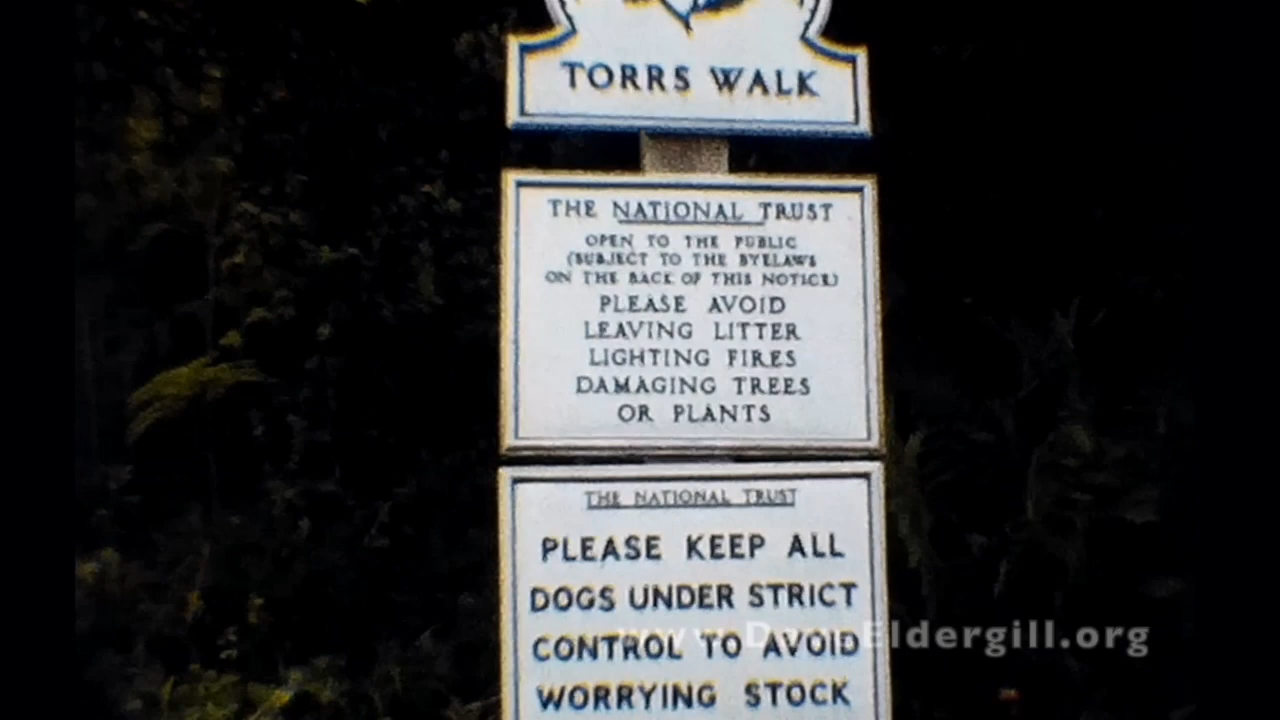 TORRS WALK
THE NATIONAL TRUST
OPEN TO THE PUBLIC
(SUBJECT TO THE BYELAWS
ON THE BACK OF THIS NOTICE)
PLEASE AVOID
LEAVING LITTER
LIGHTING FIRES
DAMAGING TREES
OR PLANTS
THE NATIONAL TRUST
PLEASE KEEP ALL
DOGS UNDER STRICT
CONTROL TO AVOID
WORRYING STOCK